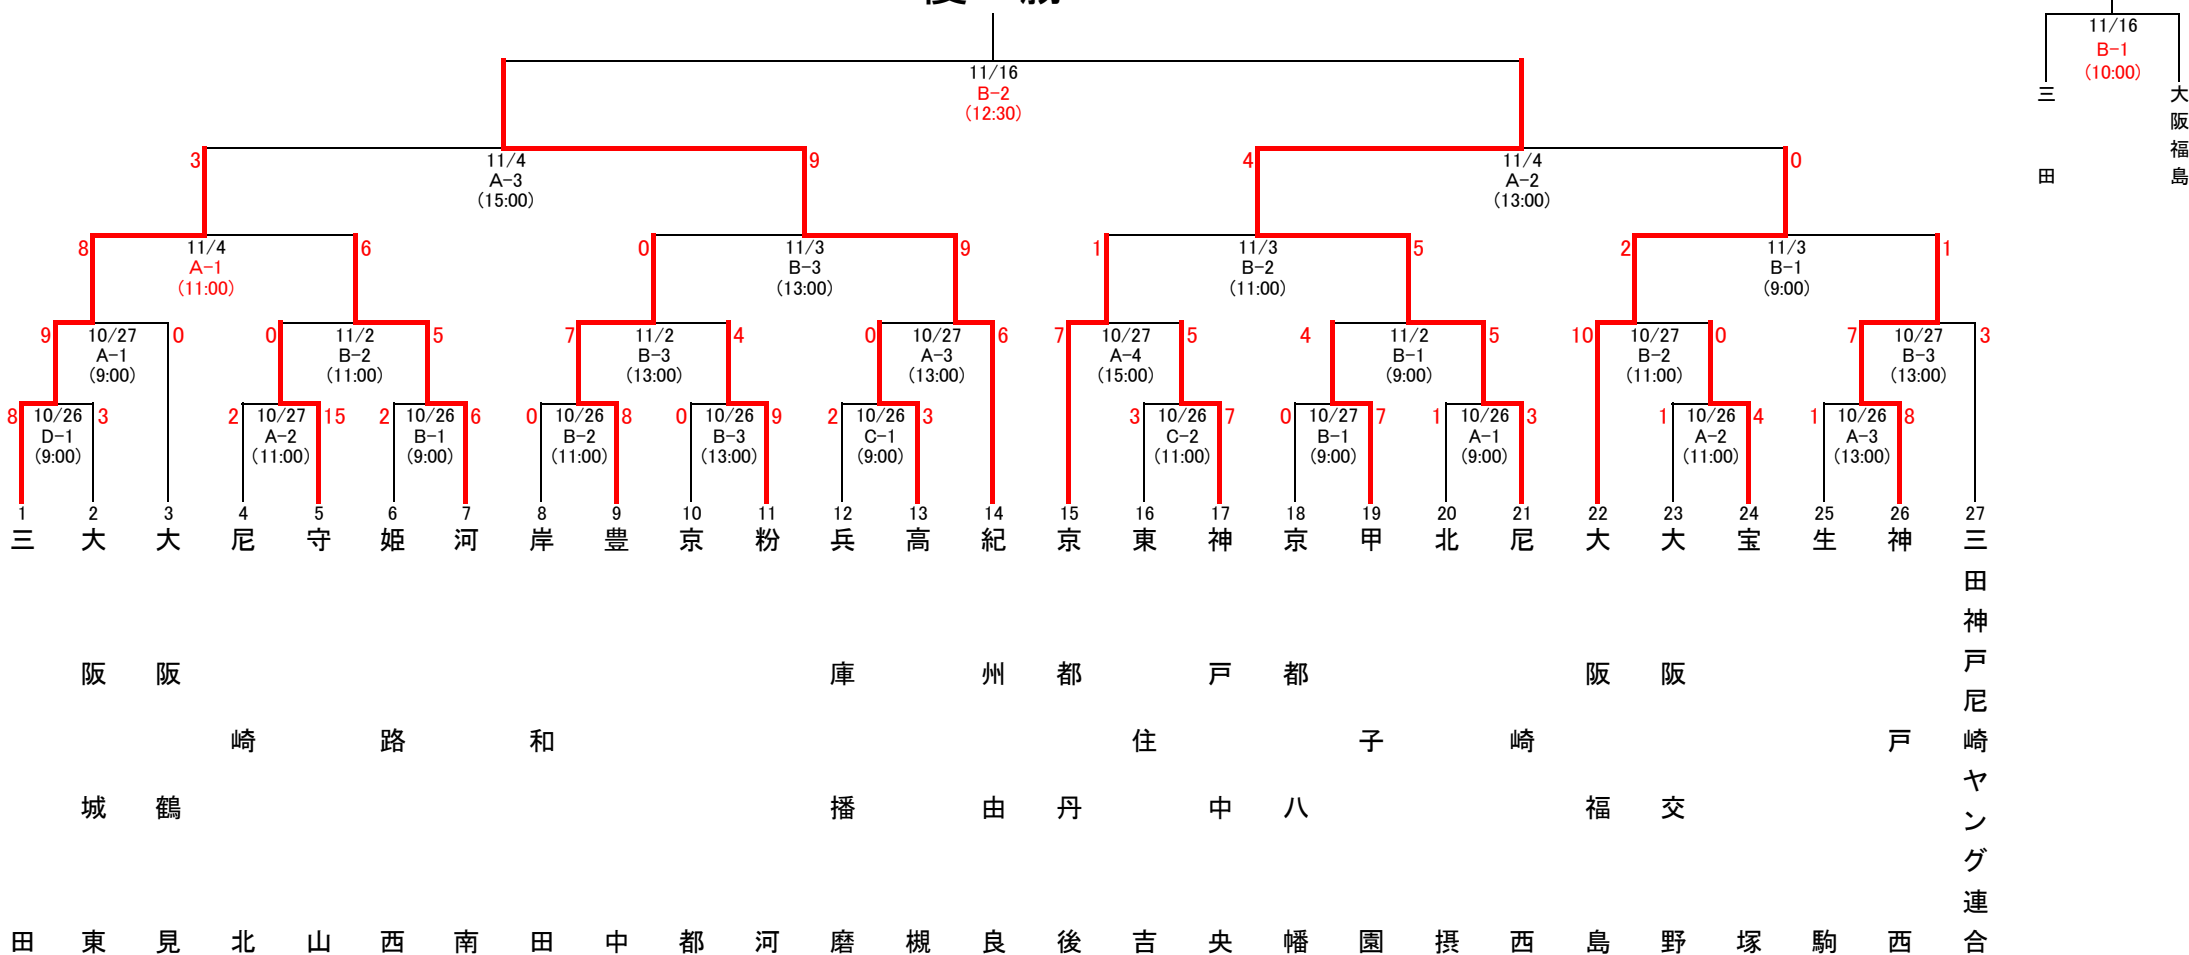 優 勝
11/16
B-2
(12:30)
11/16
B-1
(10:00)
三田
大阪福島
3
11/4
A-3
(15:00)
9
4
11/4
A-2
(13:00)
0
8
11/4
A-1
(11:00)
6
0
11/3
B-3
(13:00)
9
1
11/3
B-2
(11:00)
5
2
11/3
B-1
(9:00)
1
9
10/27
A-1
(9:00)
0
0
11/2
B-2
(11:00)
5
7
11/2
B-3
(13:00)
4
0
10/27
A-3
(13:00)
6
7
10/27
A-4
(15:00)
5
4
11/2
B-1
(9:00)
5
10
10/27
B-2
(11:00)
0
7
10/27
B-3
(13:00)
3
8
10/26
D-1
(9:00)
3
2
10/27
A-2
(11:00)
15
2
10/26
B-1
(9:00)
6
0
10/26
B-2
(11:00)
8
0
10/26
B-3
(13:00)
9
2
10/26
C-1
(9:00)
3
3
10/26
C-2
(11:00)
7
0
10/27
B-1
(9:00)
7
1
10/26
A-1
(9:00)
3
1
10/26
A-2
(11:00)
4
1
10/26
A-3
(13:00)
8
1 三田
2 大阪城東
3 大阪鶴見
4 尼崎北
5 守山
6 姫路西
7 河南
8 岸和田
9 豊中
10 京都
11 粉河
12 兵庫播磨
13 高槻
14 紀州由良
15 京都丹後
16 東住吉
17 神戸中央
18 京都八幡
19 甲子園
20 北摂
21 尼崎西
22 大阪福島
23 大阪交野
24 宝塚
25 生駒
26 神戸西
27 三田神戸尼崎ヤング連合